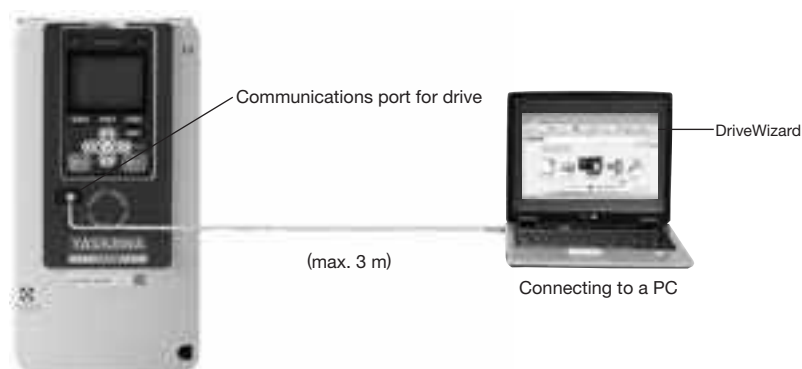 Communications port for drive
DriveWizard
YASKAWA
(max. 3 m)
Connecting to a PC